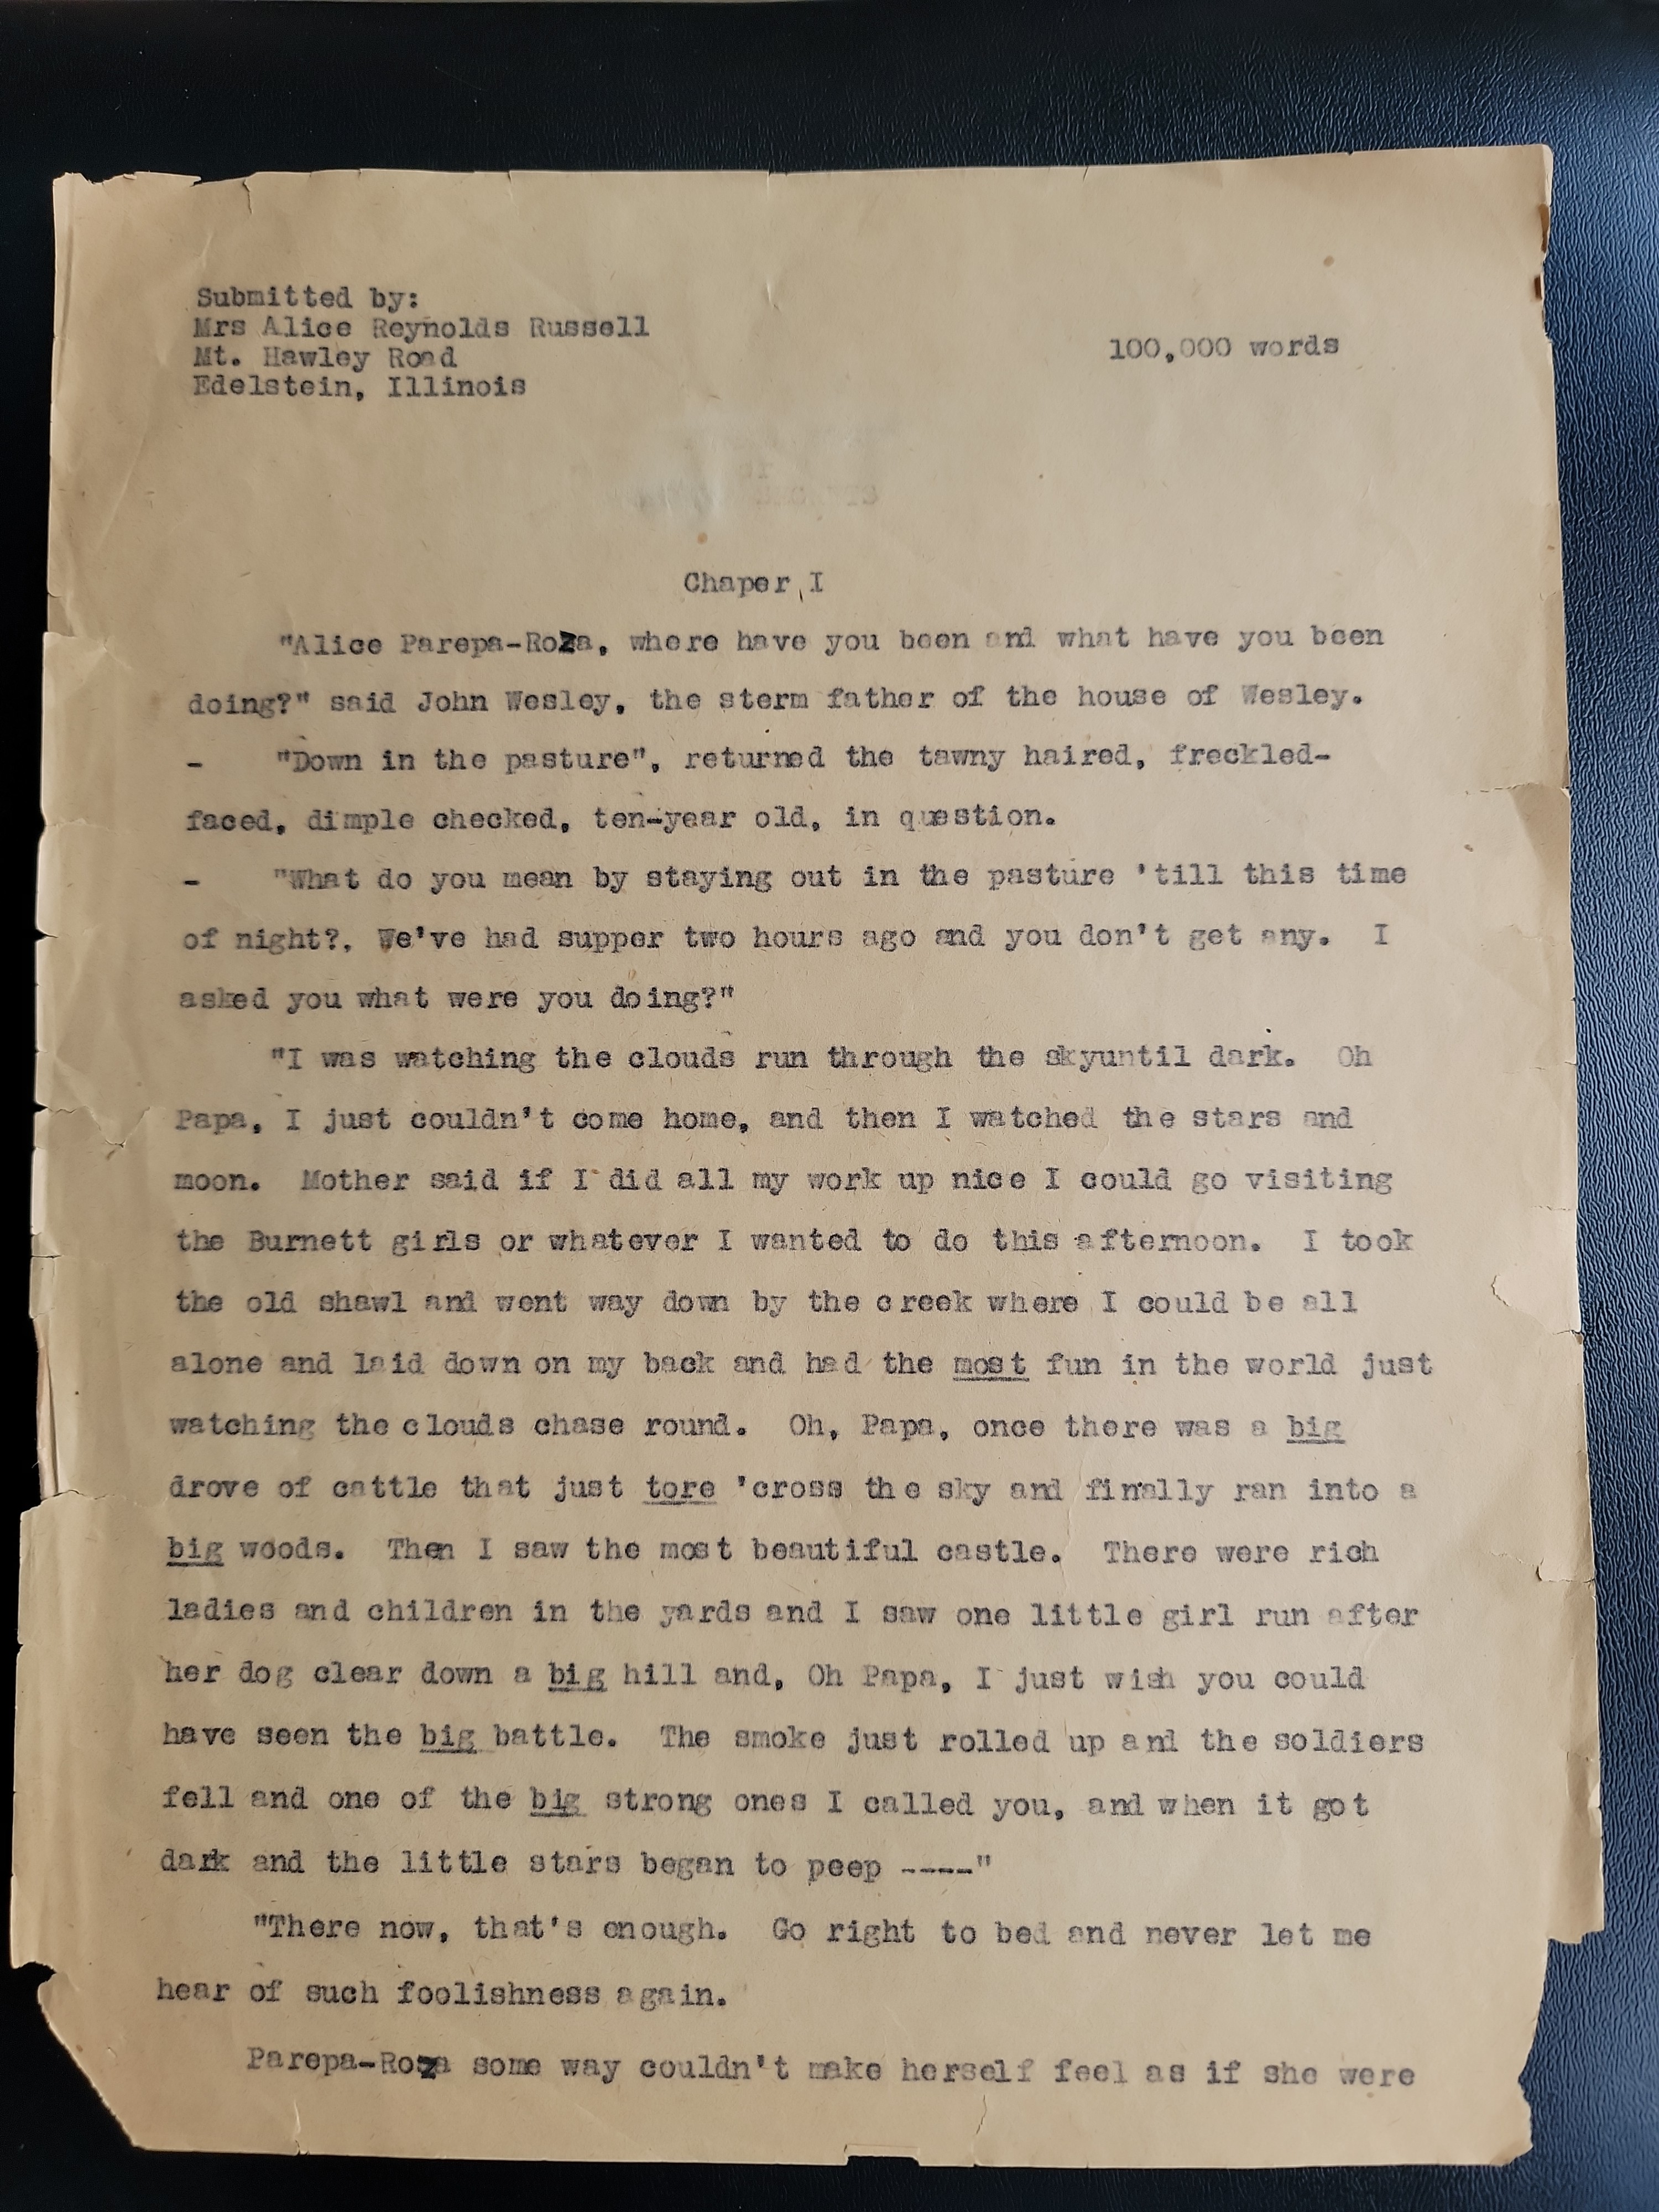 Submitted by:
Mrs Alice Reynolds Russell
Mt. Hawley Road
Edelstein, Illinois
100,000 words
Chaper I
"Alice Parepa-Roza, where have you been and what have you been
doing?" said John Wesley, the sterm father of the house of Wesley.
- "Down in the pasture", returned the tawny haired, freckled-
faced, dimple checked, ten-year old, in question.
- "What do you mean by staying out in the pasture 'till this time
of night?, We've had supper two hours ago and you don't get any. I
asked you what were you doing?"
"I was watching the clouds run through the skyuntil dark. Oh
Papa, I just couldn't come home, and then I watched the stars and
moon. Mother said if I did all my work up nice I could go visiting
the Burnett girls or whatever I wanted to do this afternoon. I took
the old shawl and went way down by the creek where I could be all
alone and laid down on my back and had the most fun in the world just
watching the clouds chase round. Oh, Papa, once there was a big
drove of cattle that just tore 'cross the sky and finally ran into a
big woods. Then I saw the most beautiful castle. There were rich
ladies and children in the yards and I saw one little girl run after
her dog clear down a big hill and, Oh Papa, I just wish you could
have seen the big battle. The smoke just rolled up and the soldiers
fell and one of the big strong ones I called you, and when it got
dark and the little stars began to peep ----"
"There now, that's enough. Go right to bed and never let me
hear of such foolishness again.
Parepa-Roza some way couldn't make herself feel as if she were